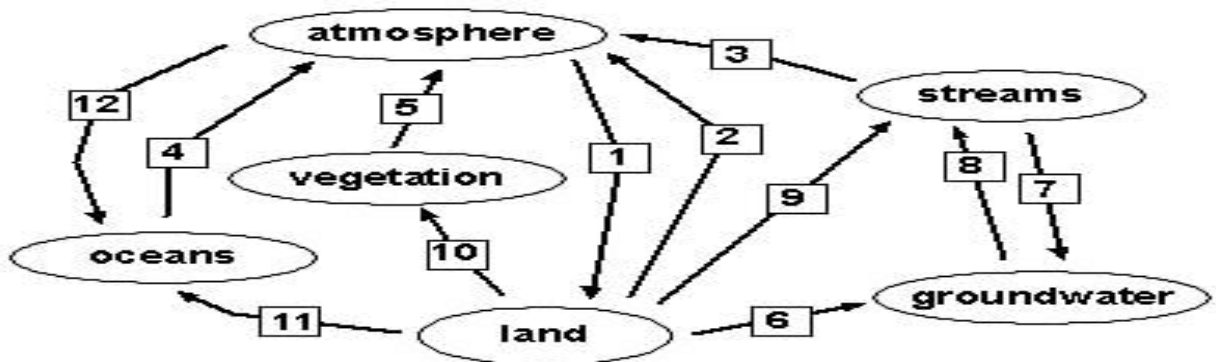 atmosphere
3
streams
12
5
4
1
2
8
7
vegetation
9
oceans
10
groundwater
11
land
6